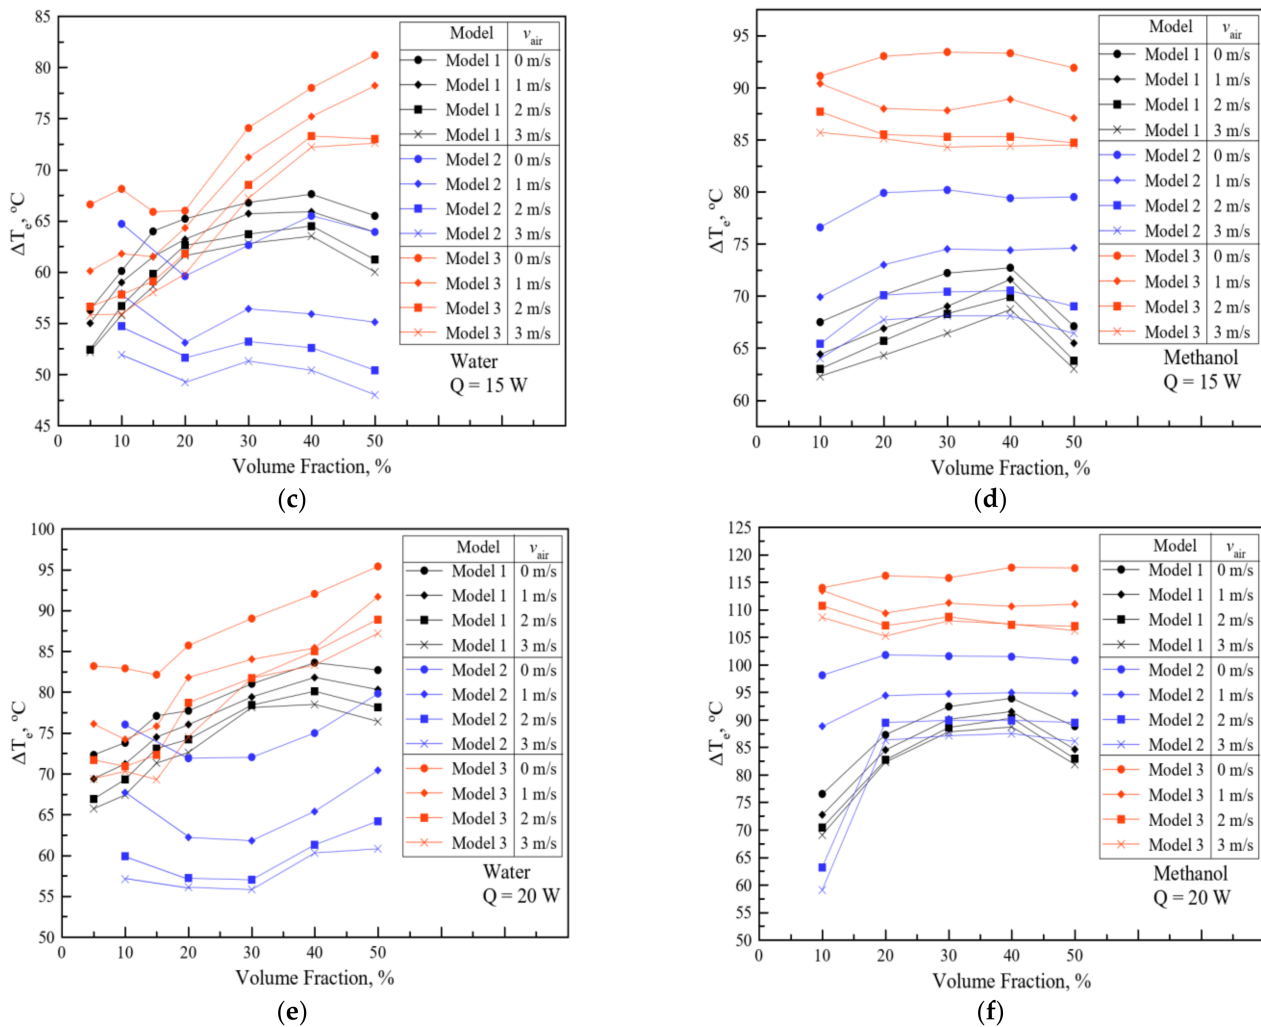 85
80
75
70
65
60
55
50
45
0
10
20
30
40
50
ΔTe, ºC
Volume Fraction, %
Model vair
Model 1 0 m/s
Model 1 1 m/s
Model 1 2 m/s
Model 1 3 m/s
Model 2 0 m/s
Model 2 1 m/s
Model 2 2 m/s
Model 2 3 m/s
Model 3 0 m/s
Model 3 1 m/s
Model 3 2 m/s
Model 3 3 m/s
Water
Q = 15 W
(c)
95
90
85
80
75
70
65
60
0
10
20
30
40
50
ΔTe, ºC
Volume Fraction, %
Model vair
Model 1 0 m/s
Model 1 1 m/s
Model 1 2 m/s
Model 1 3 m/s
Model 2 0 m/s
Model 2 1 m/s
Model 2 2 m/s
Model 2 3 m/s
Model 3 0 m/s
Model 3 1 m/s
Model 3 2 m/s
Model 3 3 m/s
Methanol
Q = 15 W
(d)
100
95
90
85
80
75
70
65
60
55
50
0
10
20
30
40
50
ΔTe, ºC
Volume Fraction, %
Model vair
Model 1 0 m/s
Model 1 1 m/s
Model 1 2 m/s
Model 1 3 m/s
Model 2 0 m/s
Model 2 1 m/s
Model 2 2 m/s
Model 2 3 m/s
Model 3 0 m/s
Model 3 1 m/s
Model 3 2 m/s
Model 3 3 m/s
Water
Q = 20 W
(e)
125
120
115
110
105
100
95
90
85
80
75
70
65
60
55
50
0
10
20
30
40
50
ΔTe, ºC
Volume Fraction, %
Model vair
Model 1 0 m/s
Model 1 1 m/s
Model 1 2 m/s
Model 1 3 m/s
Model 2 0 m/s
Model 2 1 m/s
Model 2 2 m/s
Model 2 3 m/s
Model 3 0 m/s
Model 3 1 m/s
Model 3 2 m/s
Model 3 3 m/s
Methanol
Q = 20 W
(f)